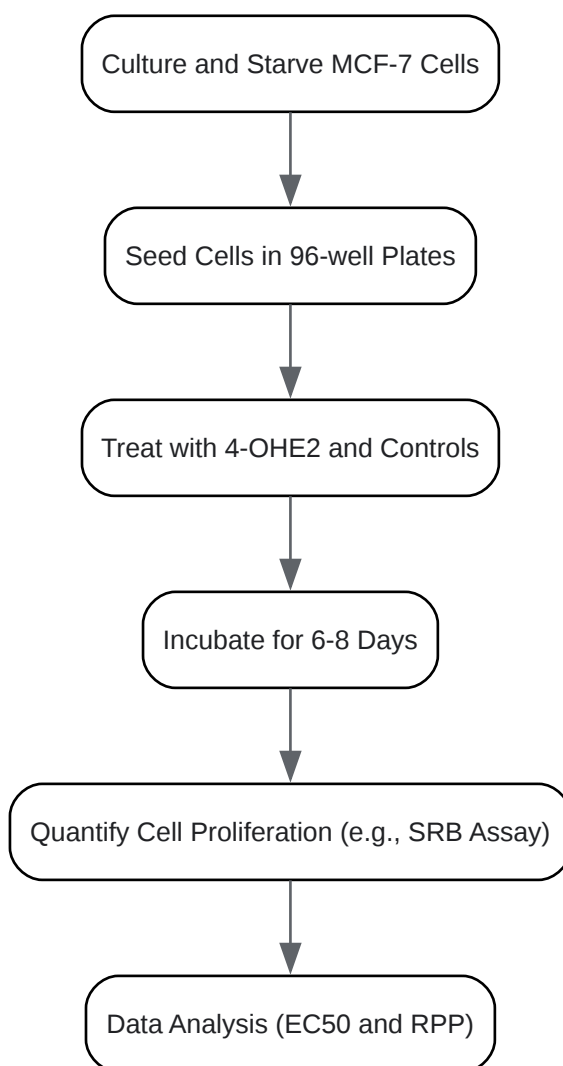 Culture and Starve MCF-7 Cells
Seed Cells in 96-well Plates
Treat with 4-OHE2 and Controls
Incubate for 6-8 Days
Quantify Cell Proliferation (e.g., SRB Assay)
Data Analysis (EC50 and RPP)